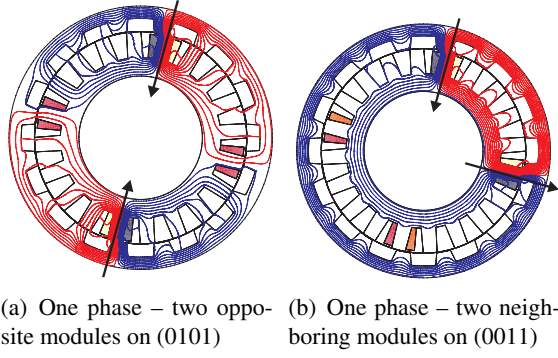 (a) One phase – two oppo-
site modules on (0101)
(b) One phase – two neigh-
boring modules on (0011)